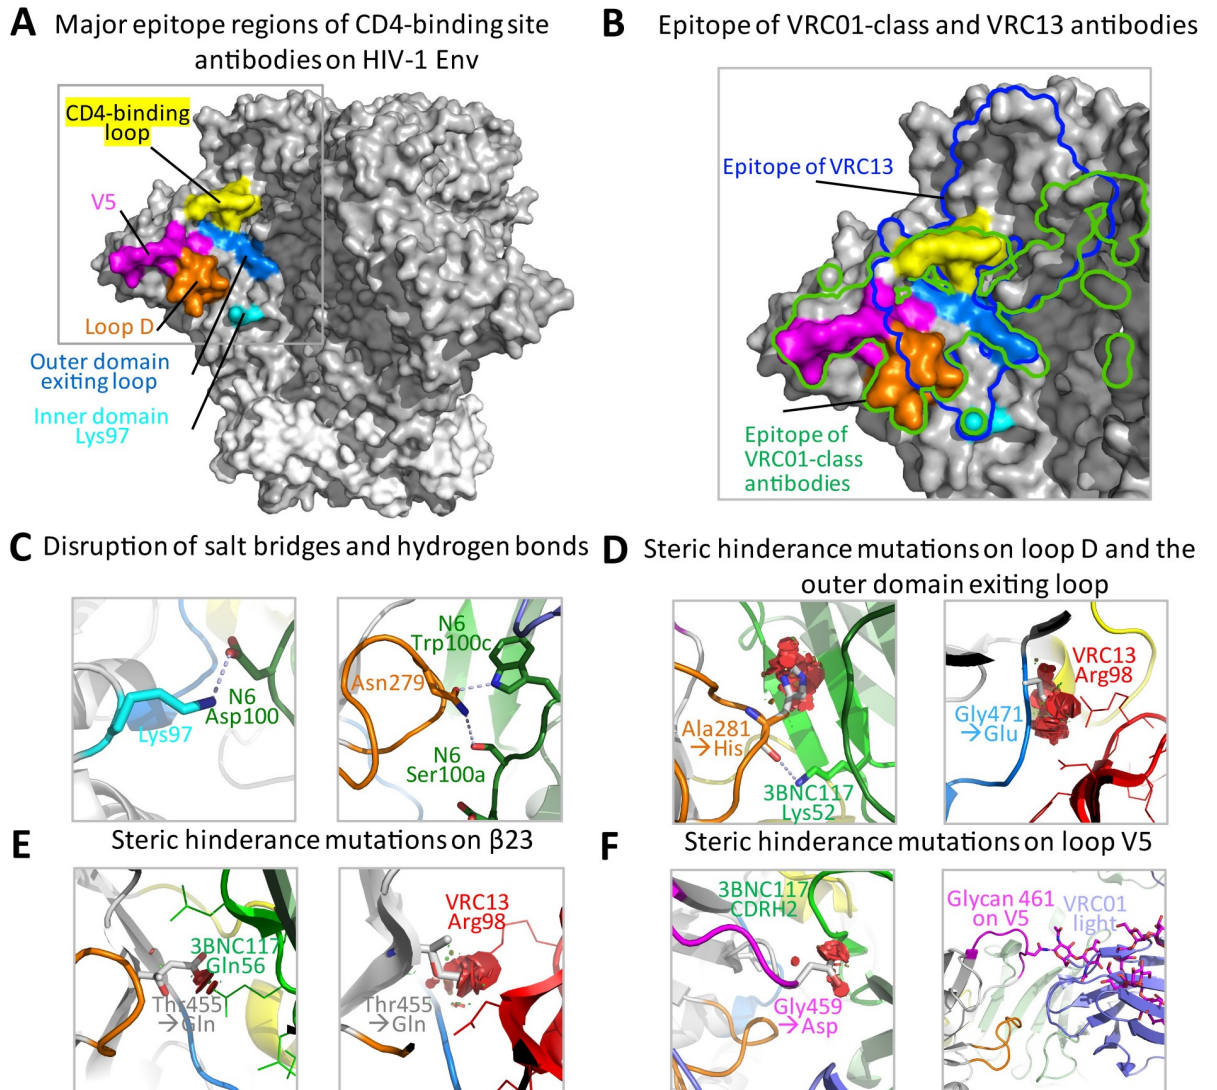 A Major epitope regions of CD4-binding site
antibodies on HIV-1 Env
CD4-binding
loop
V5
Loop D
Outer domain
exiting loop
Inner domain
Lys97
B Epitope of VRC01-class and VRC13 antibodies
Epitope of VRC13
Epitope of
VRC01-class
antibodies
C Disruption of salt bridges and hydrogen bonds
N6
Asp100
Lys97
N6
Trp100c
Asn279
N6
Ser100a
D Steric hinderance mutations on loop D and the
outer domain exiting loop
Ala281
→His
3BNC117
Lys52
VRC13
Arg98
Gly471
→Glu
E Steric hinderance mutations on β23
3BNC117
Gln56
Thr455
→Gln
VRC13
Arg98
Thr455
→Gln
F Steric hinderance mutations on loop V5
3BNC117
CDRH2
Gly459
→Asp
Glycan 461
on V5
VRC01
light